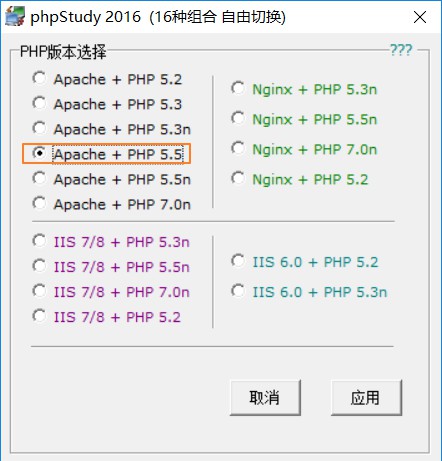 phpStudy 2016 (16种组合 自由切换)
PHP版本选择
???
Apache + PHP 5.2
Apache + PHP 5.3
Apache + PHP 5.3n
Apache + PHP 5.5
Apache + PHP 5.5n
Apache + PHP 7.0n
Nginx + PHP 5.3n
Nginx + PHP 5.5n
Nginx + PHP 7.0n
Nginx + PHP 5.2
IIS 7/8 + PHP 5.3n
IIS 7/8 + PHP 5.5n
IIS 7/8 + PHP 7.0n
IIS 7/8 + PHP 5.2
IIS 6.0 + PHP 5.2
IIS 6.0 + PHP 5.3n
取消
应用